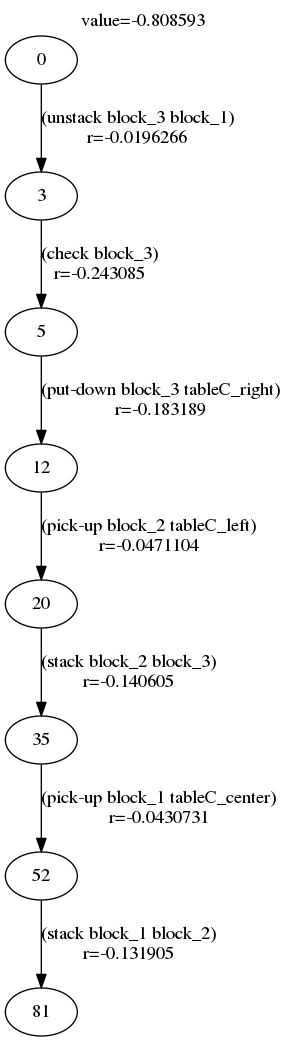 value=-0.808593
0
(unstack block_3 block_1)
r=-0.0196266
3
(check block_3)
r=-0.243085
5
(put-down block_3 tableC_right)
r=-0.183189
12
(pick-up block_2 tableC_left)
r=-0.0471104
20
(stack block_2 block_3)
r=-0.140605
35
(pick-up block_1 tableC_center)
r=-0.0430731
52
(stack block_1 block_2)
r=-0.131905
81